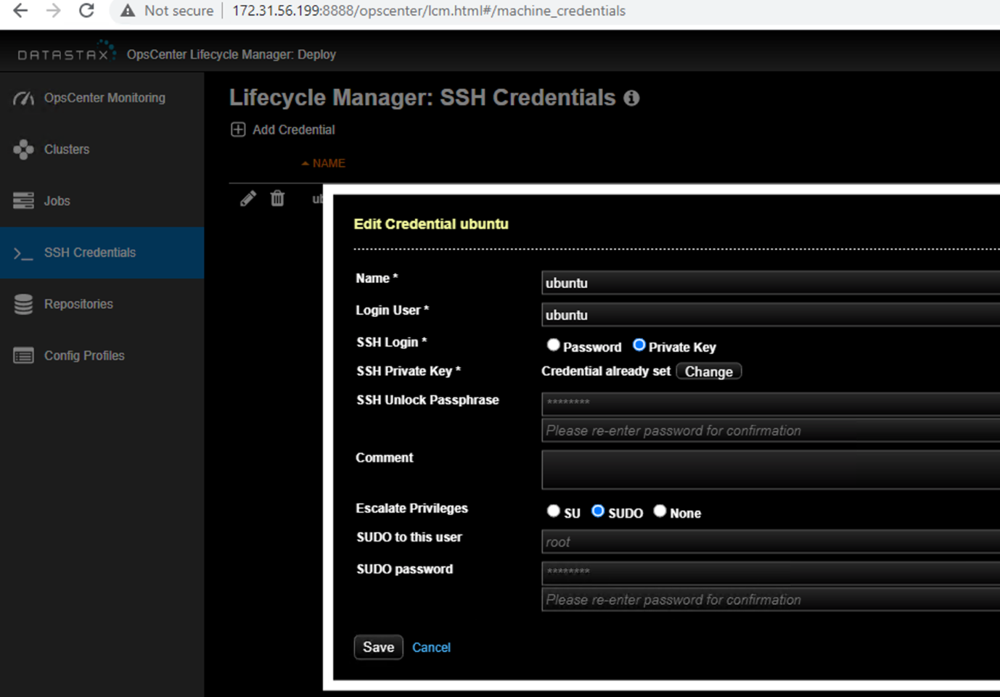 Not secure | 172.31.56.199:8888/opscenter/lcm.html#/machine_credentials
DATASTAX OpsCenter Lifecycle Manager: Deploy
OpsCenter Monitoring
Clusters
Jobs
SSH Credentials
Repositories
Config Profiles
Lifecycle Manager: SSH Credentials
Add Credential
NAME
ub
Edit Credential ubuntu
Name * ubuntu
Login User * ubuntu
SSH Login * Password Private Key
SSH Private Key * Credential already set Change
SSH Unlock Passphrase ********
Please re-enter password for confirmation
Comment
Escalate Privileges SU SUDO None
SUDO to this user root
SUDO password ********
Please re-enter password for confirmation
Save Cancel